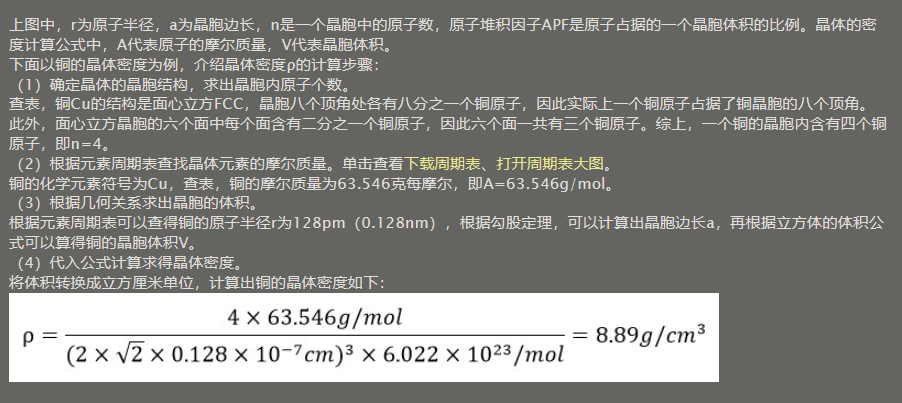 上图中，r为原子半径，a为晶胞边长，n是一个晶胞中的原子数，原子堆积因子APF是原子占据的一个晶胞体积的比例。晶体的密
度计算公式中，A代表原子的摩尔质量，V代表晶胞体积。
下面以铜的晶体密度为例，介绍晶体密度ρ的计算步骤：
（1）确定晶体的晶胞结构，求出晶胞内原子个数。
查表，铜Cu的结构是面心立方FCC，晶胞八个顶角处各有八分之一个铜原子，因此实际上一个铜原子占据了铜晶胞的八个顶角。
此外，面心立方晶胞的六个面中每个面含有二分之一个铜原子，因此六个面一共有三个铜原子。综上，一个铜的晶胞内含有四个铜
原子，即n=4。
（2）根据元素周期表查找晶体元素的摩尔质量。单击查看下载周期表、打开周期表大图。
铜的化学元素符号为Cu，查表，铜的摩尔质量为63.546克每摩尔，即A=63.546g/mol。
（3）根据几何关系求出晶胞的体积。
根据元素周期表可以查得铜的原子半径r为128pm（0.128nm），根据勾股定理，可以计算出晶胞边长a，再根据立方体的体积公
式可以算得铜的晶胞体积V。
（4）代入公式计算求得晶体密度。
将体积转换成立方厘米单位，计算出铜的晶体密度如下：
4 × 63.546g/mol
ρ = ———— = 8.89g/cm³
(2 × √2 × 0.128 × 10⁻⁷cm)³ × 6.022 × 10²³/mol